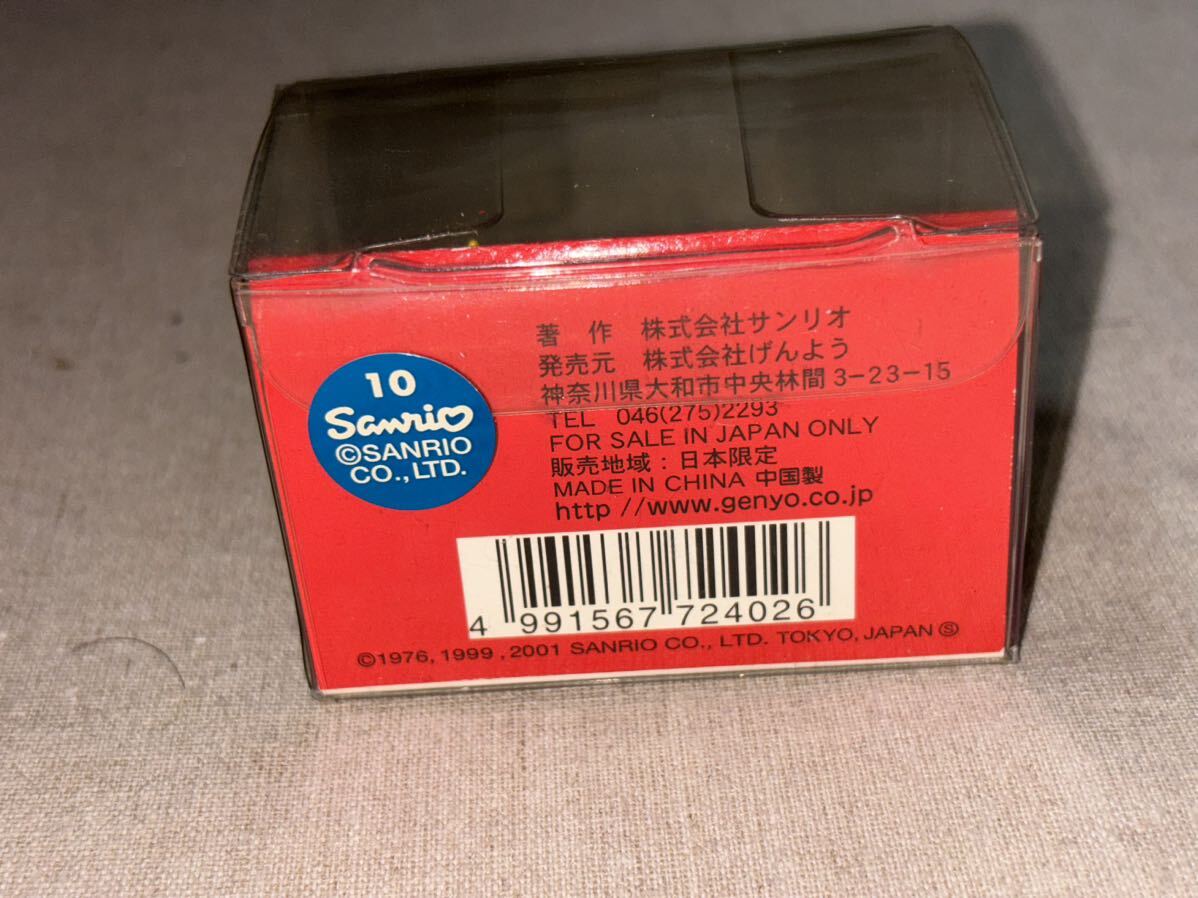 著　作　株式会社サンリオ
発売元　株式会社げんよう
神奈川県大和市中央林間3-23-15
TEL 046(275)2293
FOR SALE IN JAPAN ONLY
販売地域：日本限定
MADE IN CHINA 中国製
http //www.genyo.co.jp
10
Sanrio
©SANRIO
CO., LTD.
4 991567 724026
©1976, 1999 ,2001 SANRIO CO., LTD. TOKYO, JAPAN Ⓢ